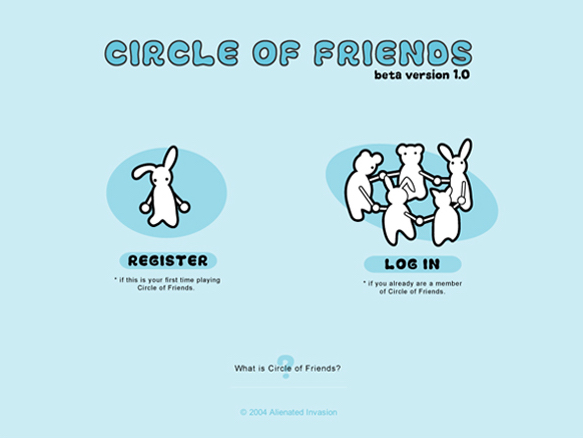 CIRCLE OF FRIENDS
beta version 1.0
REGISTER
* if this is your first time playing
Circle of Friends.
LOG IN
* if you already are a member
of Circle of Friends.
?
What is Circle of Friends?
© 2004 Alienated Invasion